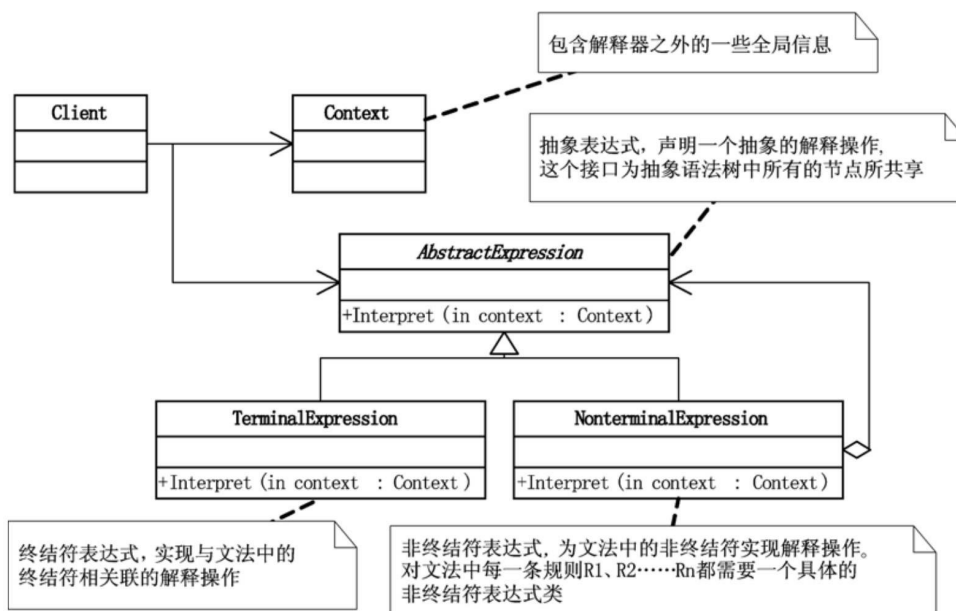 包含解释器之外的一些全局信息
Client
Context
抽象表达式，声明一个抽象的解释操作，
这个接口为抽象语法树中所有的节点所共享
AbstractExpression
+Interpret(in context : Context)
TerminalExpression
NonterminalExpression
+Interpret(in context : Context)
+Interpret(in context : Context)
终结符表达式，实现与文法中的
终结符相关联的解释操作
非终结符表达式，为文法中的非终结符实现解释操作。
对文法中每一条规则R1、R2……Rn都需要一个具体的
非终结符表达式类